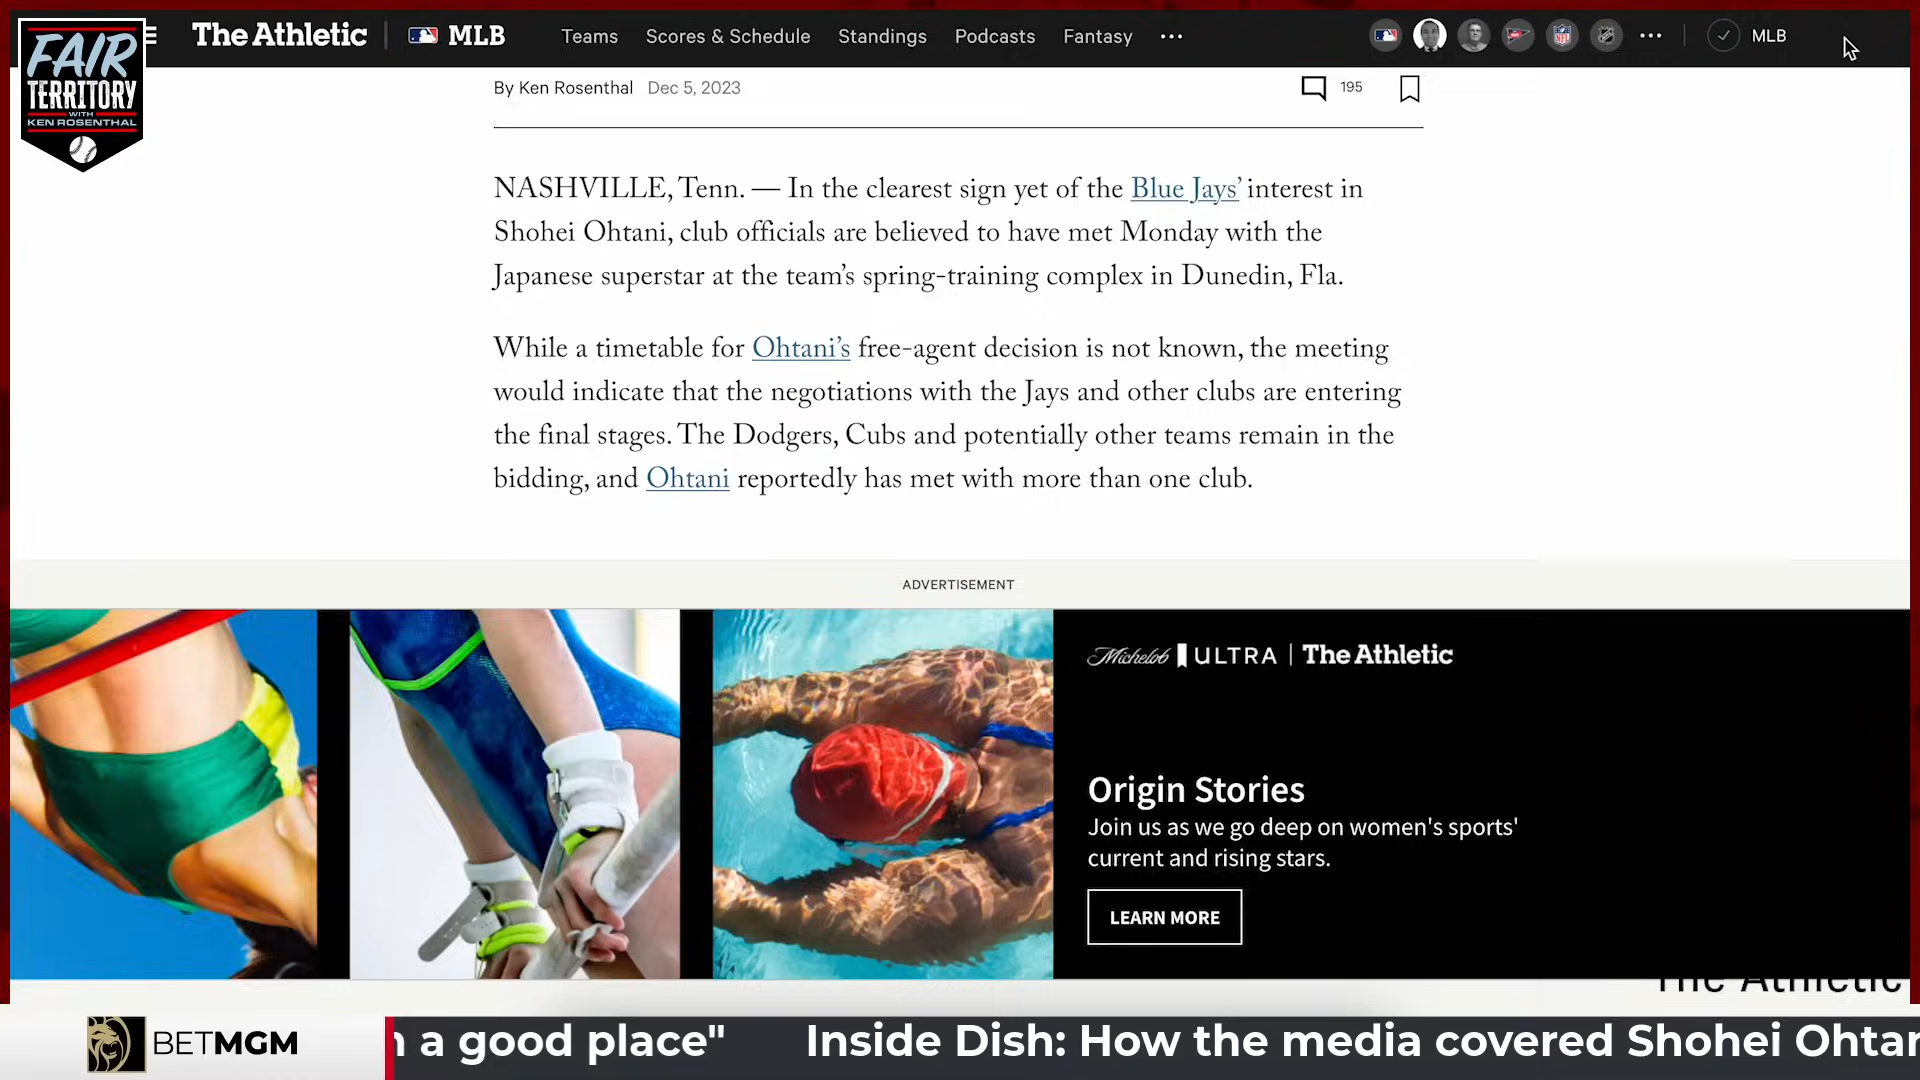 FAIR
TERRITORY
WITH
KEN ROSENTHAL
The Athletic
MLB
Teams
Scores & Schedule
Standings
Podcasts
Fantasy
MLB
By Ken Rosenthal Dec 5, 2023
195
NASHVILLE, Tenn. — In the clearest sign yet of the Blue Jays’ interest in
Shohei Ohtani, club officials are believed to have met Monday with the
Japanese superstar at the team’s spring-training complex in Dunedin, Fla.
While a timetable for Ohtani’s free-agent decision is not known, the meeting
would indicate that the negotiations with the Jays and other clubs are entering
the final stages. The Dodgers, Cubs and potentially other teams remain in the
bidding, and Ohtani reportedly has met with more than one club.
ADVERTISEMENT
Michelob ULTRA | The Athletic
Origin Stories
Join us as we go deep on women's sports'
current and rising stars.
LEARN MORE
The Athletic
BETMGM
a good place" Inside Dish: How the media covered Shohei